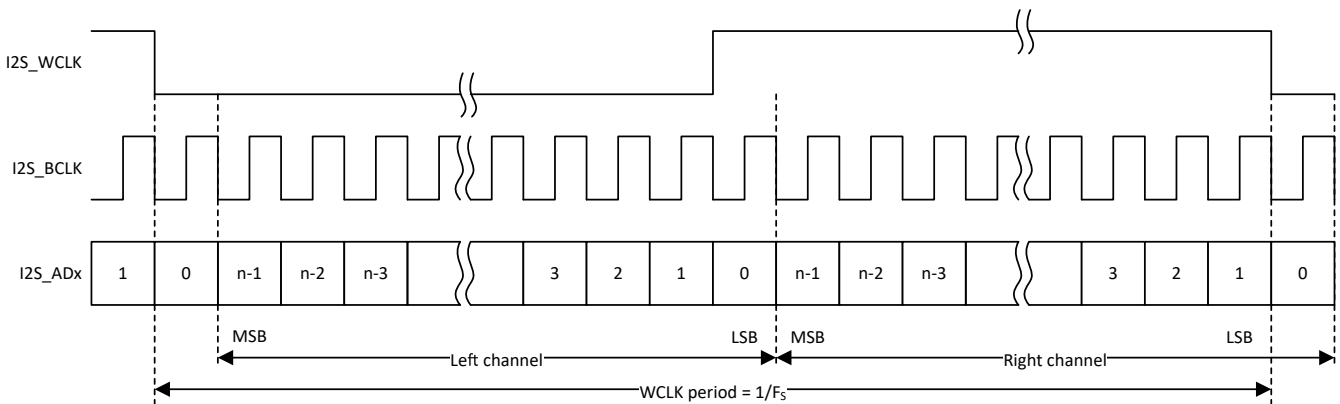 I2S_WCLK
I2S_BCLK
I2S_ADx 1 0 n-1 n-2 n-3 3 2 1 0 n-1 n-2 n-3 3 2 1 0
MSB LSB MSB LSB
Left channel Right channel
WCLK period = 1/FS